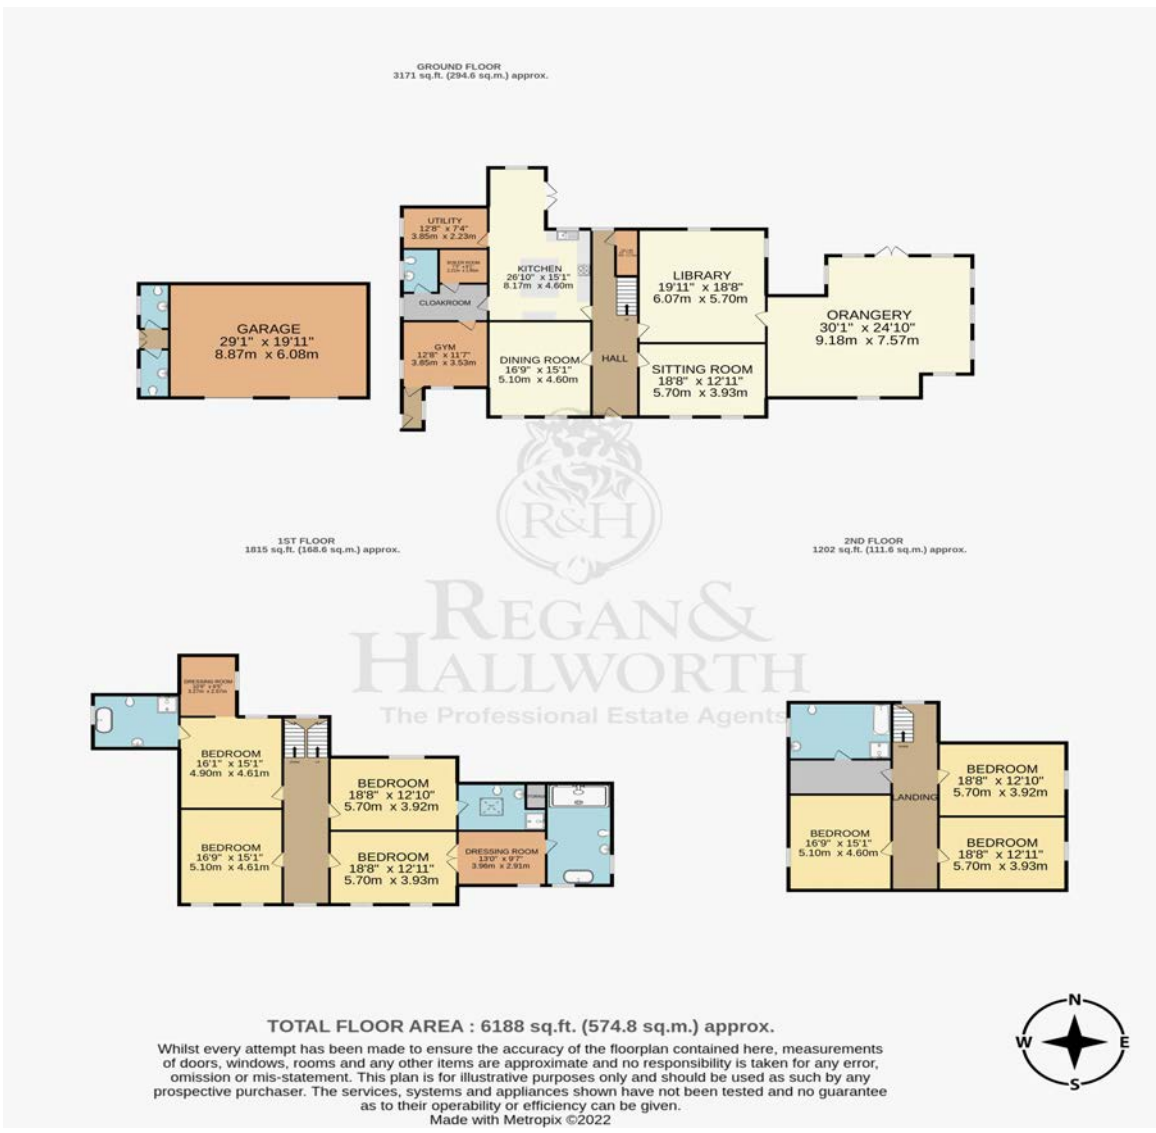 GROUND FLOOR
3171 sq.ft. (294.6 sq.m.) approx.
UTILITY
12'8" x 7'4"
3.85m x 2.23m
BOILER ROOM
KITCHEN
26'10" x 15'1"
8.17m x 4.60m
CLOAKROOM
GYM
12'8" x 11'7"
3.85m x 3.53m
DINING ROOM
16'9" x 15'1"
5.10m x 4.60m
HALL
LIBRARY
19'11" x 18'8"
6.07m x 5.70m
SITTING ROOM
18'8" x 12'11"
5.70m x 3.93m
ORANGERY
30'1" x 24'10"
9.18m x 7.57m
GARAGE
29'1" x 19'11"
8.87m x 6.08m
R&H
REGAN &
HALLWORTH
The Professional Estate Agents
1ST FLOOR
1815 sq.ft. (168.6 sq.m.) approx.
DRESSING ROOM
BEDROOM
16'1" x 15'1"
4.90m x 4.61m
BEDROOM
16'9" x 15'1"
5.10m x 4.61m
BEDROOM
18'8" x 12'10"
5.70m x 3.92m
BEDROOM
18'8" x 12'11"
5.70m x 3.93m
DRESSING ROOM
13'0" x 9'7"
3.96m x 2.91m
2ND FLOOR
1202 sq.ft. (111.6 sq.m.) approx.
LANDING
BEDROOM
16'9" x 15'1"
5.10m x 4.60m
BEDROOM
18'8" x 12'10"
5.70m x 3.92m
BEDROOM
18'8" x 12'11"
5.70m x 3.93m
N
W E
S
TOTAL FLOOR AREA : 6188 sq.ft. (574.8 sq.m.) approx.
Whilst every attempt has been made to ensure the accuracy of the floorplan contained here, measurements
of doors, windows, rooms and any other items are approximate and no responsibility is taken for any error,
omission or mis-statement. This plan is for illustrative purposes only and should be used as such by any
prospective purchaser. The services, systems and appliances shown have not been tested and no guarantee
as to their operability or efficiency can be given.
Made with Metropix ©2022